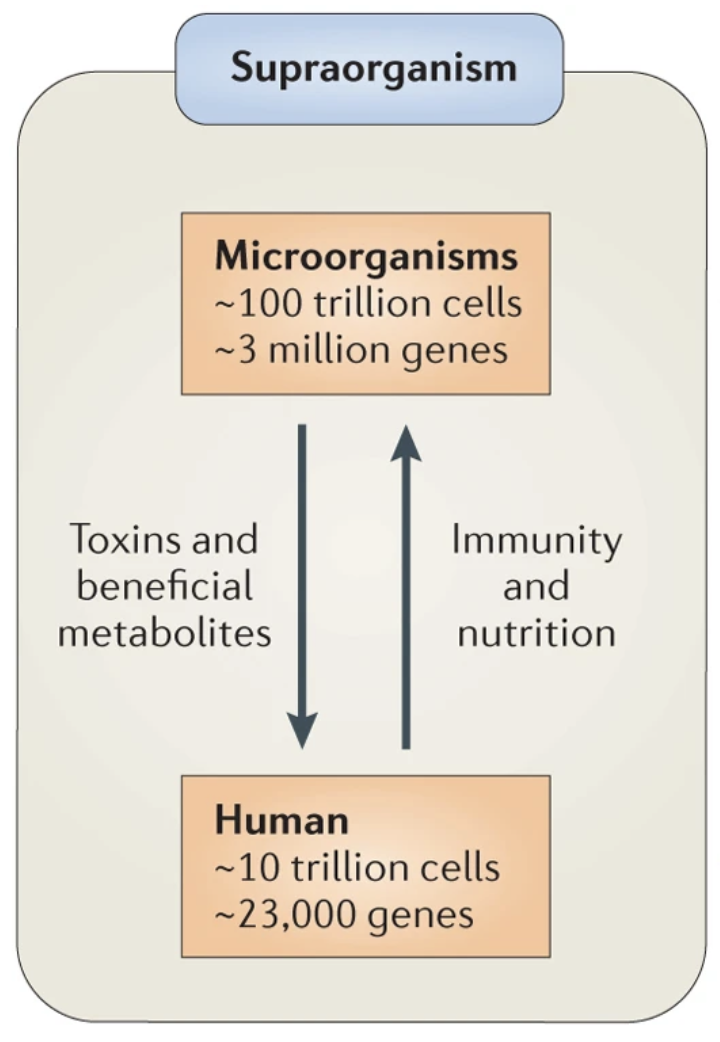 Supraorganism
Microorganisms
~100 trillion cells
~3 million genes
Toxins and
beneficial
metabolites
Immunity
and
nutrition
Human
~10 trillion cells
~23,000 genes